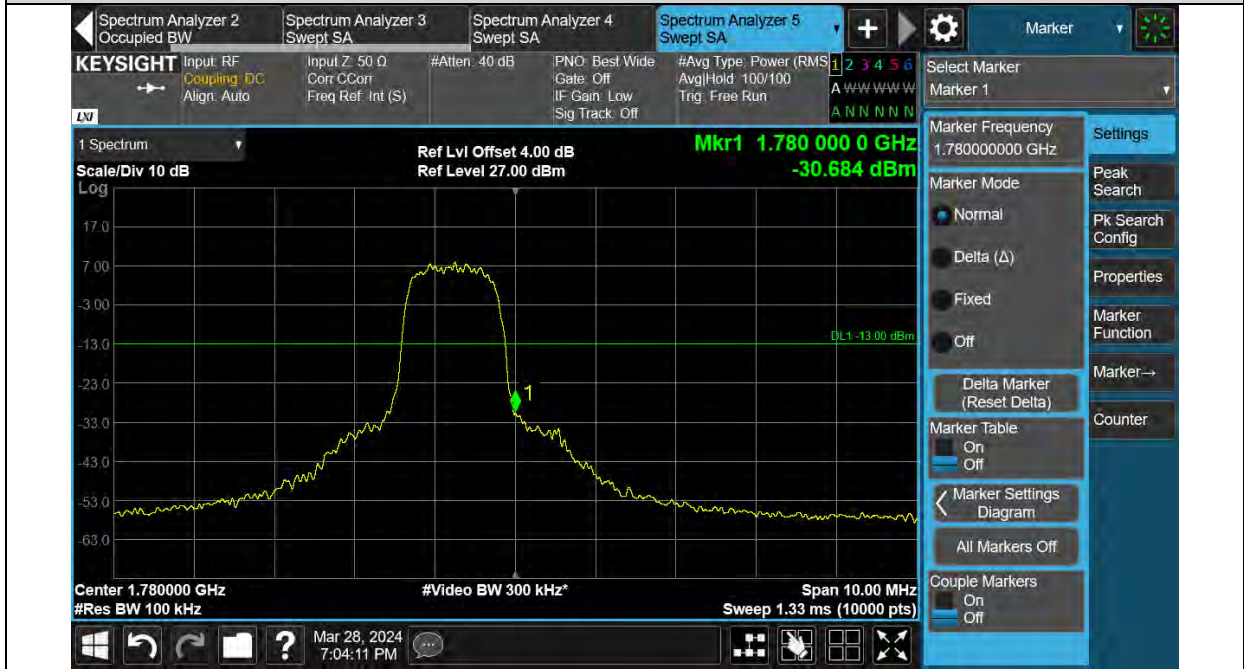 Spectrum Analyzer 2
Occupied BW
Spectrum Analyzer 3
Swept SA
Spectrum Analyzer 4
Swept SA
Spectrum Analyzer 5
Swept SA
Marker
KEYSIGHT
LXI
Input: RF
Coupling: DC
Align: Auto
Input Z: 50 Ω
Corr CCorr
Freq Ref: Int (S)
#Atten: 40 dB
PNO: Best Wide
Gate: Off
IF Gain: Low
Sig Track: Off
#Avg Type: Power (RMS
Avg|Hold: 100/100
Trig: Free Run
1 2 3 4 5 6
A W W W W W
A N N N N N
Select Marker
Marker 1
1 Spectrum
Scale/Div 10 dB
Log
Ref Lvl Offset 4.00 dB
Ref Level 27.00 dBm
Mkr1 1.780 000 0 GHz
-30.684 dBm
17.0
7.00
-3.00
-13.0
-23.0
-33.0
-43.0
-53.0
-63.0
DL1 -13.00 dBm
1
Center 1.780000 GHz
#Res BW 100 kHz
#Video BW 300 kHz*
Span 10.00 MHz
Sweep 1.33 ms (10000 pts)
Marker Frequency
1.780000000 GHz
Marker Mode
Normal
Delta (Δ)
Fixed
Off
Delta Marker
(Reset Delta)
Marker Table
On
Off
Marker Settings
Diagram
All Markers Off
Couple Markers
On
Off
Settings
Peak
Search
Pk Search
Config
Properties
Marker
Function
Marker→
Counter
?
Mar 28, 2024
7:04:11 PM